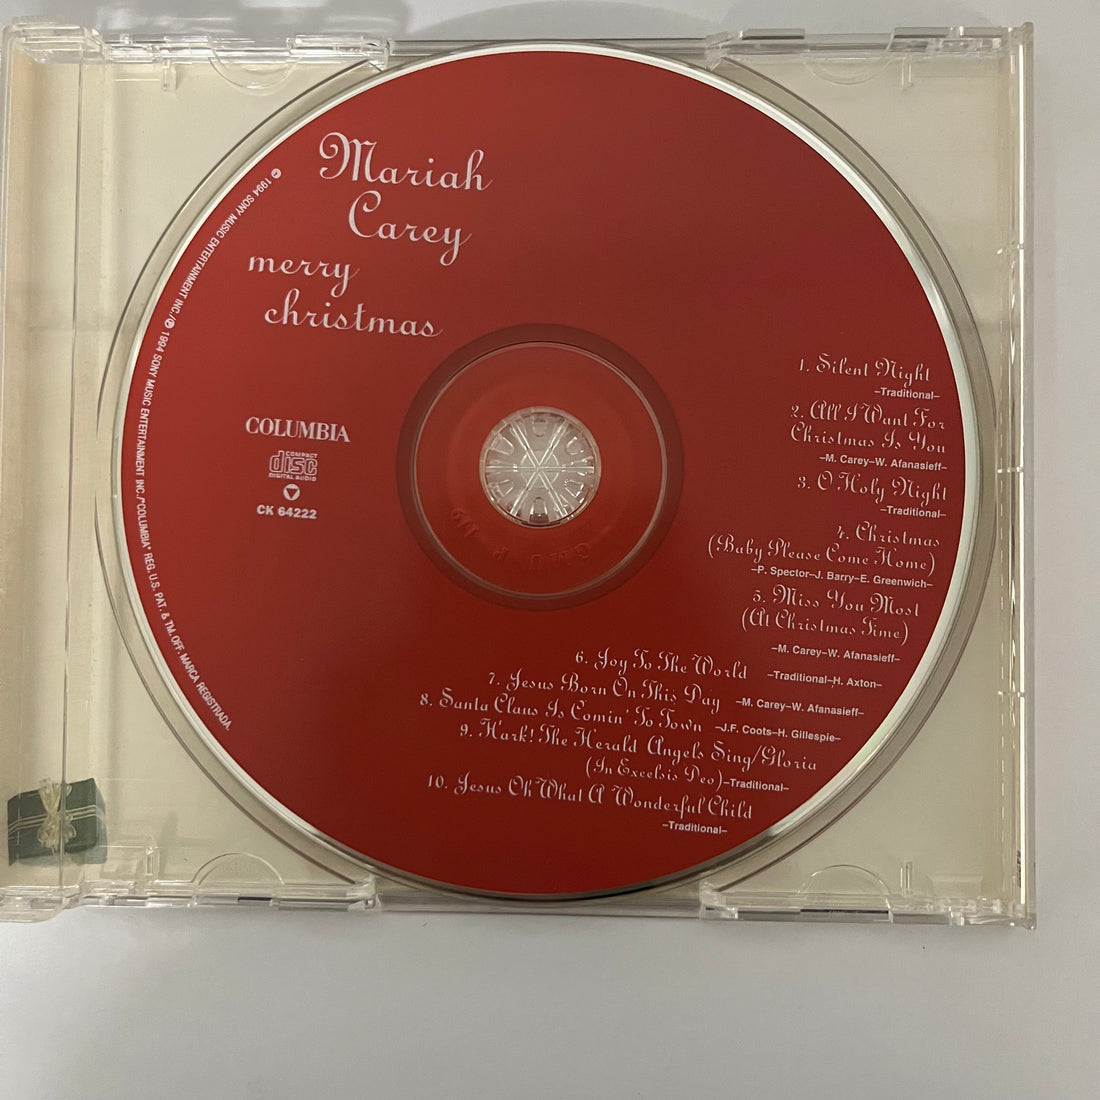 Mariah
Carey
merry
christmas
℗ 1994 SONY MUSIC ENTERTAINMENT INC./℗ 1994 SONY MUSIC ENTERTAINMENT INC./"COLUMBIA" REG. U.S. PAT. & TM. OFF. MARCA REGISTRADA.
COLUMBIA
COMPACT
disc
DIGITAL AUDIO
CK 64222
1. Silent Night
–Traditional–
2. All I Want For
Christmas Is You
–M. Carey–W. Afanasieff–
3. O Holy Night
–Traditional–
4. Christmas
(Baby Please Come Home)
–P. Spector–J. Barry–E. Greenwich–
5. Miss You Most
(At Christmas Time)
–M. Carey–W. Afanasieff–
6. Joy To The World –Traditional–H. Axton–
7. Jesus Born On This Day –M. Carey–W. Afanasieff–
8. Santa Claus Is Comin' To Town –J.F. Coots–H. Gillespie–
9. Hark! The Herald Angels Sing/Gloria
(In Excelsis Deo)–Traditional–
10. Jesus Oh What A Wonderful Child
–Traditional–